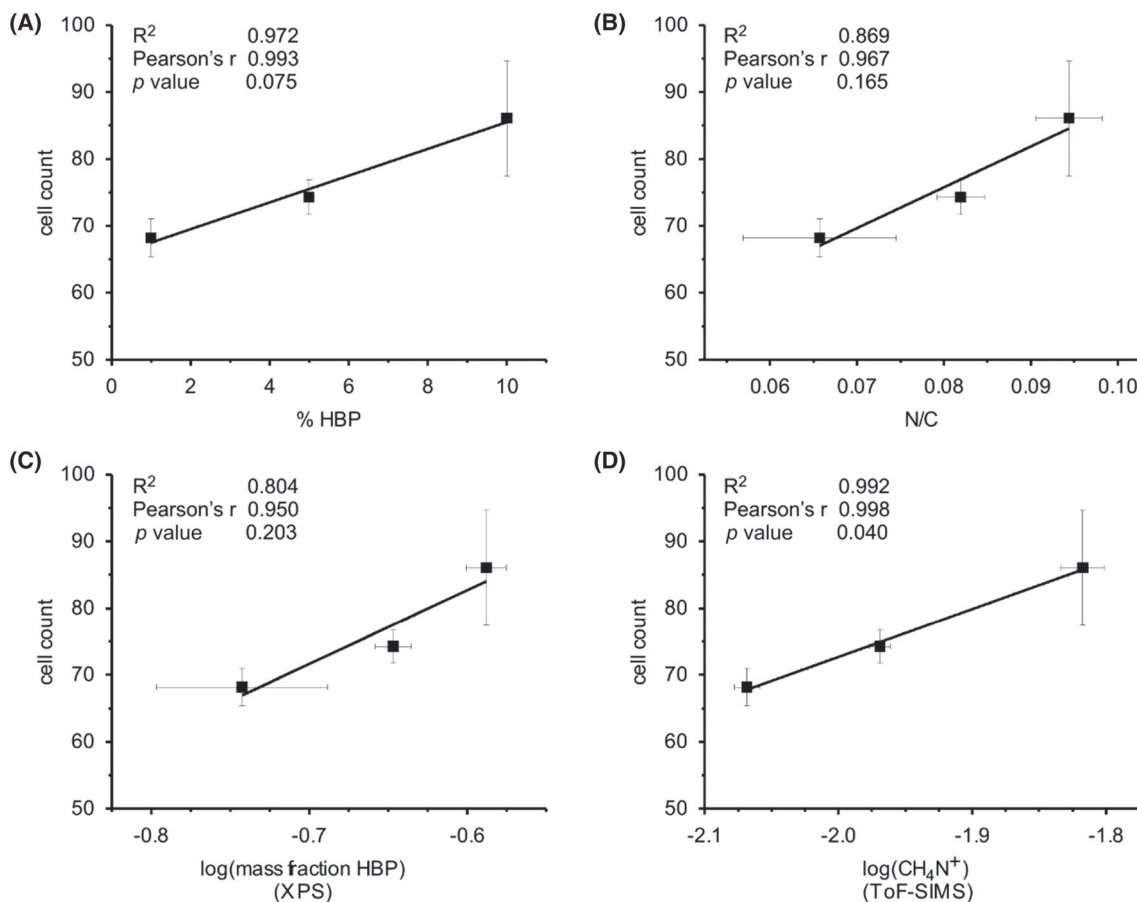 (A)
R² 0.972
Pearson's r 0.993
p value 0.075
100
90
80
70
60
50
cell count
0 2 4 6 8 10
% HBP
(B)
R² 0.869
Pearson's r 0.967
p value 0.165
100
90
80
70
60
50
cell count
0.06 0.07 0.08 0.09 0.10
N/C
(C)
R² 0.804
Pearson's r 0.950
p value 0.203
100
90
80
70
60
50
cell count
-0.8 -0.7 -0.6
log(mass fraction HBP)
(XPS)
(D)
R² 0.992
Pearson's r 0.998
p value 0.040
100
90
80
70
60
50
cell count
-2.1 -2.0 -1.9 -1.8
log(CH₄N⁺)
(ToF-SIMS)